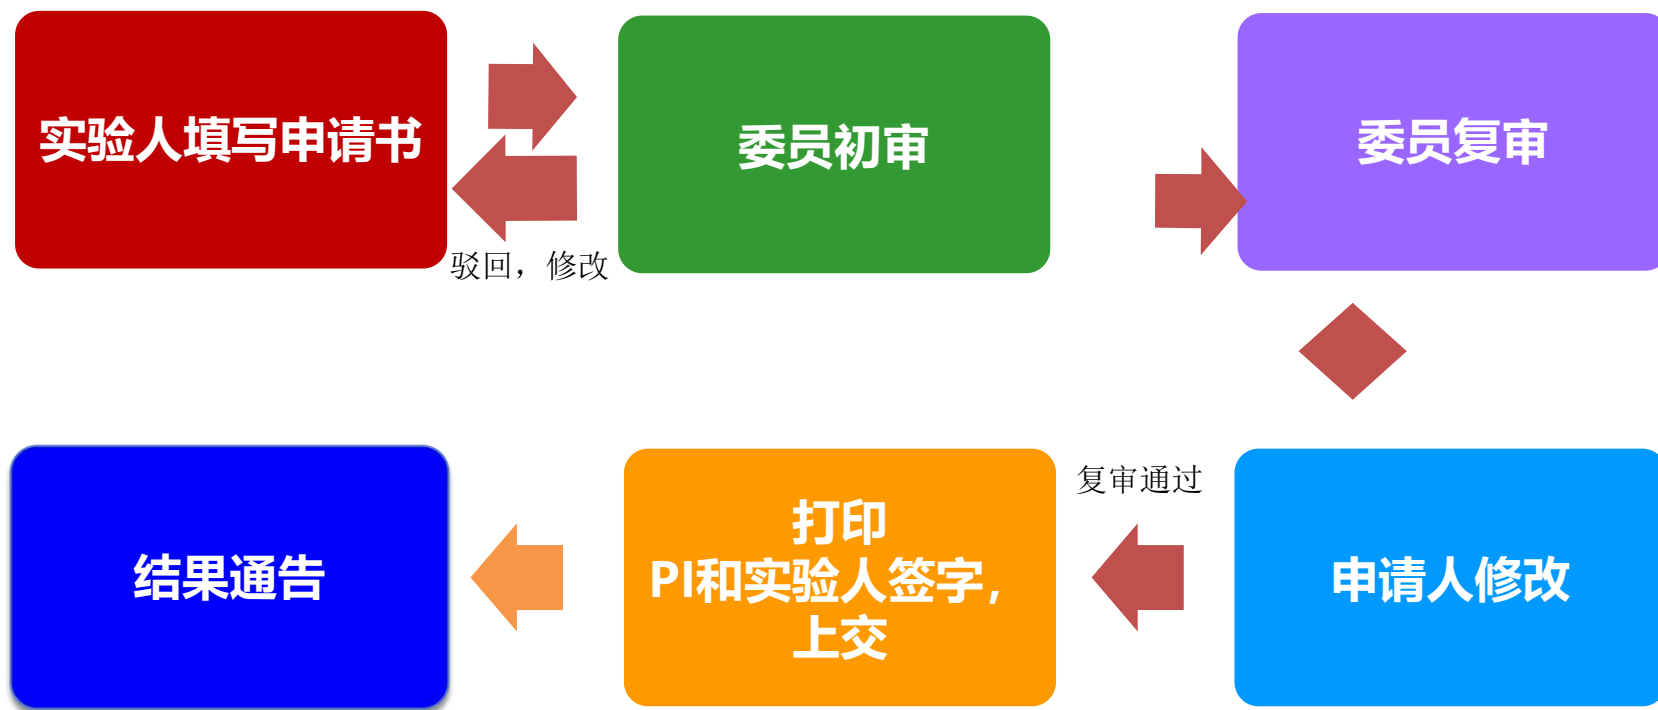 实验人填写申请书
委员初审
委员复审
驳回，修改
结果通告
打印
PI和实验人签字，
上交
复审通过
申请人修改